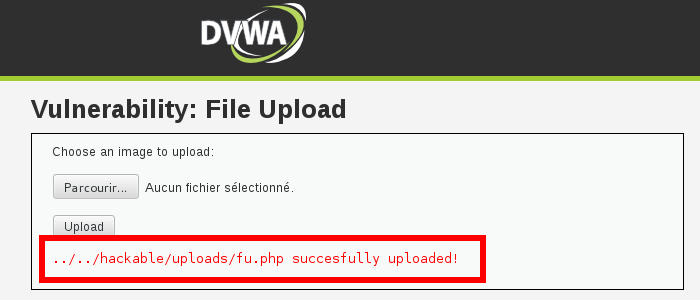 DVWA
Vulnerability: File Upload
Choose an image to upload:
Parcourir... Aucun fichier sélectionné.
Upload
../../hackable/uploads/fu.php succesfully uploaded!